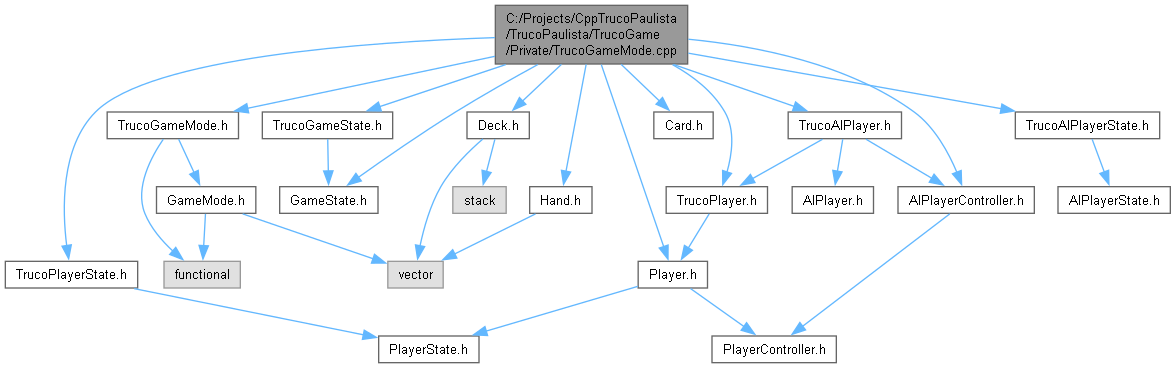 C:/Projects/CppTrucoPaulista
/TrucoPaulista/TrucoGame
/Private/TrucoGameMode.cpp
TrucoGameMode.h
TrucoGameState.h
Deck.h
Card.h
TrucoAIPlayer.h
TrucoAIPlayerState.h
GameMode.h
GameState.h
stack
Hand.h
TrucoPlayer.h
AIPlayer.h
AIPlayerController.h
AIPlayerState.h
TrucoPlayerState.h
functional
vector
Player.h
PlayerState.h
PlayerController.h